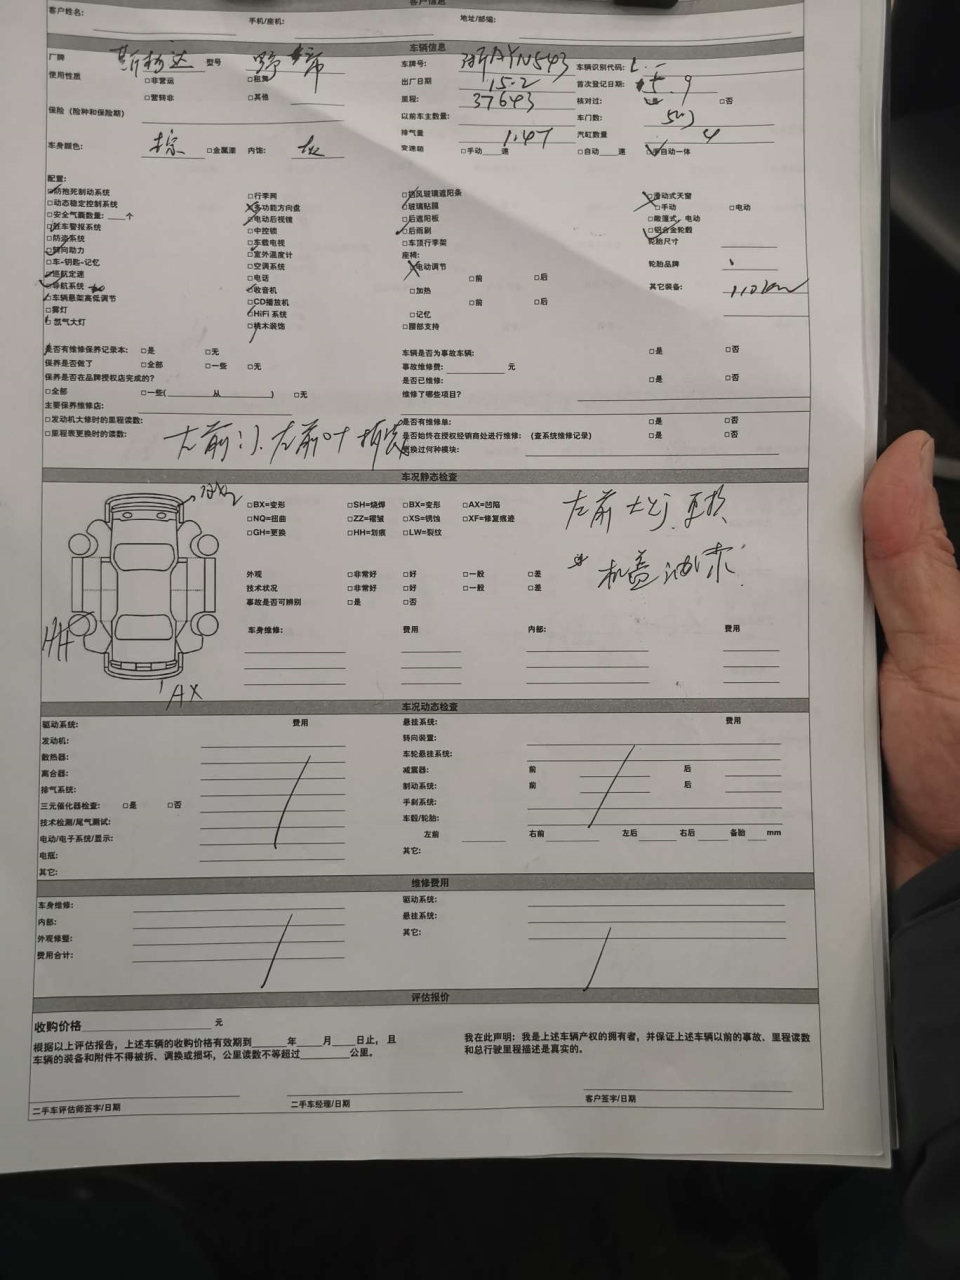 客户信息
客户姓名: 手机/座机: 地址/邮编:
车辆信息
厂牌 斯柯达 型号 野帝 车牌号: 浙AYN543 车辆识别代码:
使用性质 □非营运 □租赁 出厂日期 15.2 首次登记日期: 15.9
□营转非 □其他 里程: 37643 核对过: □是 □否
保险（险种和保险期） 以前车主数量: 车门数: 5
排气量 1.4T 汽缸数量 4
车身颜色: 棕 □金属漆 内饰: 灰 变速箱 □手动 速 □自动 速 □手自动一体
配置:
□防抱死制动系统 □行李网 □防风玻璃遮阳条 □滑动式天窗
□动态稳定控制系统 □多功能方向盘 □玻璃贴膜 □手动 □电动
□安全气囊数量: 个 □电动后视镜 □后遮阳板 □敞篷式，电动
□泊车警报系统 □中控锁 □后雨刷 □铝合金轮毂
□防盗系统 □车载电视 □车顶行李架 轮胎尺寸
□转向助力 □室外温度计 座椅:
□车-钥匙-记忆 □空调系统 □电动调节 轮胎品牌
□巡航定速 □电话 □前 □后
□导航系统 □收音机 □加热 其它装备:
□车辆悬架高低调节 □CD播放机 □前 □后
□雾灯 □HiFi 系统 □记忆
□氙气大灯 □桃木装饰 □腰部支持
是否有维修保养记录本: □是 □无 车辆是否为事故车辆: □是 □否
保养是否做了 □全部 □一些 □无 事故维修费: 元
保养是否在品牌授权店完成的? 是否已维修: □是 □否
□全部 □一些( 从 ) □无 维修了哪些项目?
主要保养维修店:
□发动机大修时的里程读数: 是否有维修单: □是 □否
□里程表更换时的读数: 是否始终在授权经销商处进行维修: (查系统维修记录) □是 □否
更换过何种模块:
左前门.左前叶拆装
车况静态检查
□BX=变形 □SH=烧焊 □BX=变形 □AX=凹陷
□NQ=扭曲 □ZZ=褶皱 □XS=锈蚀 □XF=修复痕迹
□GH=更换 □HH=划痕 □LW=裂纹
左前大灯.更换
机盖油漆
外观 □非常好 □好 □一般 □差
技术状况 □非常好 □好 □一般 □差
事故是否可辨别 □是 □否
HH
车身维修: 费用 内部: 费用
AX
车况动态检查
驱动系统: 费用 悬挂系统: 费用
发动机: 转向装置:
散热器: 车轮悬挂系统:
离合器: 减震器: 前 后
排气系统: 制动系统: 前 后
三元催化器检查: □是 □否 手刹系统:
技术检测/尾气测试: 车毂/轮胎:
电动/电子系统/显示: 左前 右前 左后 右后 备胎 mm
电瓶: 其它:
其它:
维修费用
车身维修: 驱动系统:
内部: 悬挂系统:
外观修整: 其它:
费用合计:
评估报价
收购价格 元
根据以上评估报告，上述车辆的收购价格有效期到 年 月 日止，且
车辆的装备和附件不得被拆、调换或损坏，公里读数不等超过 公里。
我在此声明：我是上述车辆产权的拥有者，并保证上述车辆以前的事故、里程读数
和总行驶里程描述是真实的。
二手车评估师签字/日期 二手车经理/日期 客户签字/日期